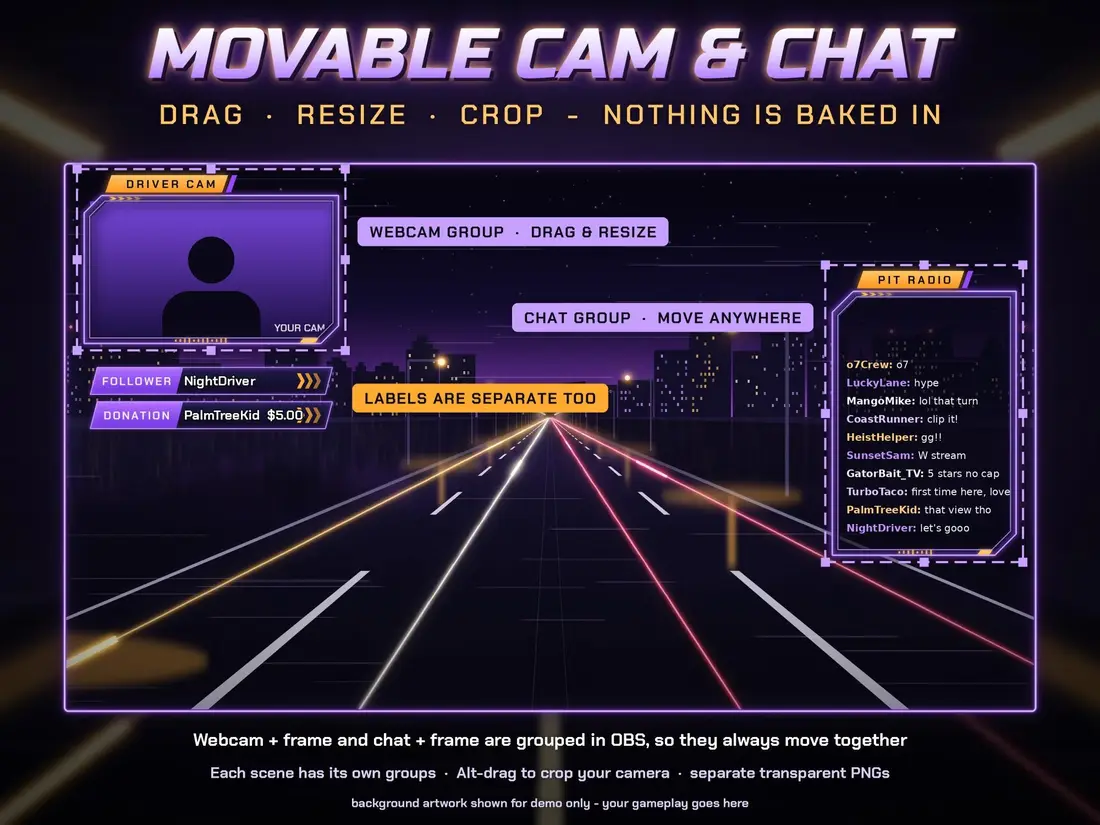 MOVABLE CAM & CHAT
DRAG · RESIZE · CROP - NOTHING IS BAKED IN
DRIVER CAM
YOUR CAM
WEBCAM GROUP · DRAG & RESIZE
CHAT GROUP · MOVE ANYWHERE
FOLLOWER NightDriver
DONATION PalmTreeKid $5.00
LABELS ARE SEPARATE TOO
PIT RADIO
o7Crew: o7
LuckyLane: hype
MangoMike: lol that turn
CoastRunner: clip it!
HeistHelper: gg!!
SunsetSam: W stream
GatorBait_TV: 5 stars no cap
TurboTaco: first time here, love
PalmTreeKid: that view tho
NightDriver: let's gooo
Webcam + frame and chat + frame are grouped in OBS, so they always move together
Each scene has its own groups · Alt-drag to crop your camera · separate transparent PNGs
background artwork shown for demo only - your gameplay goes here